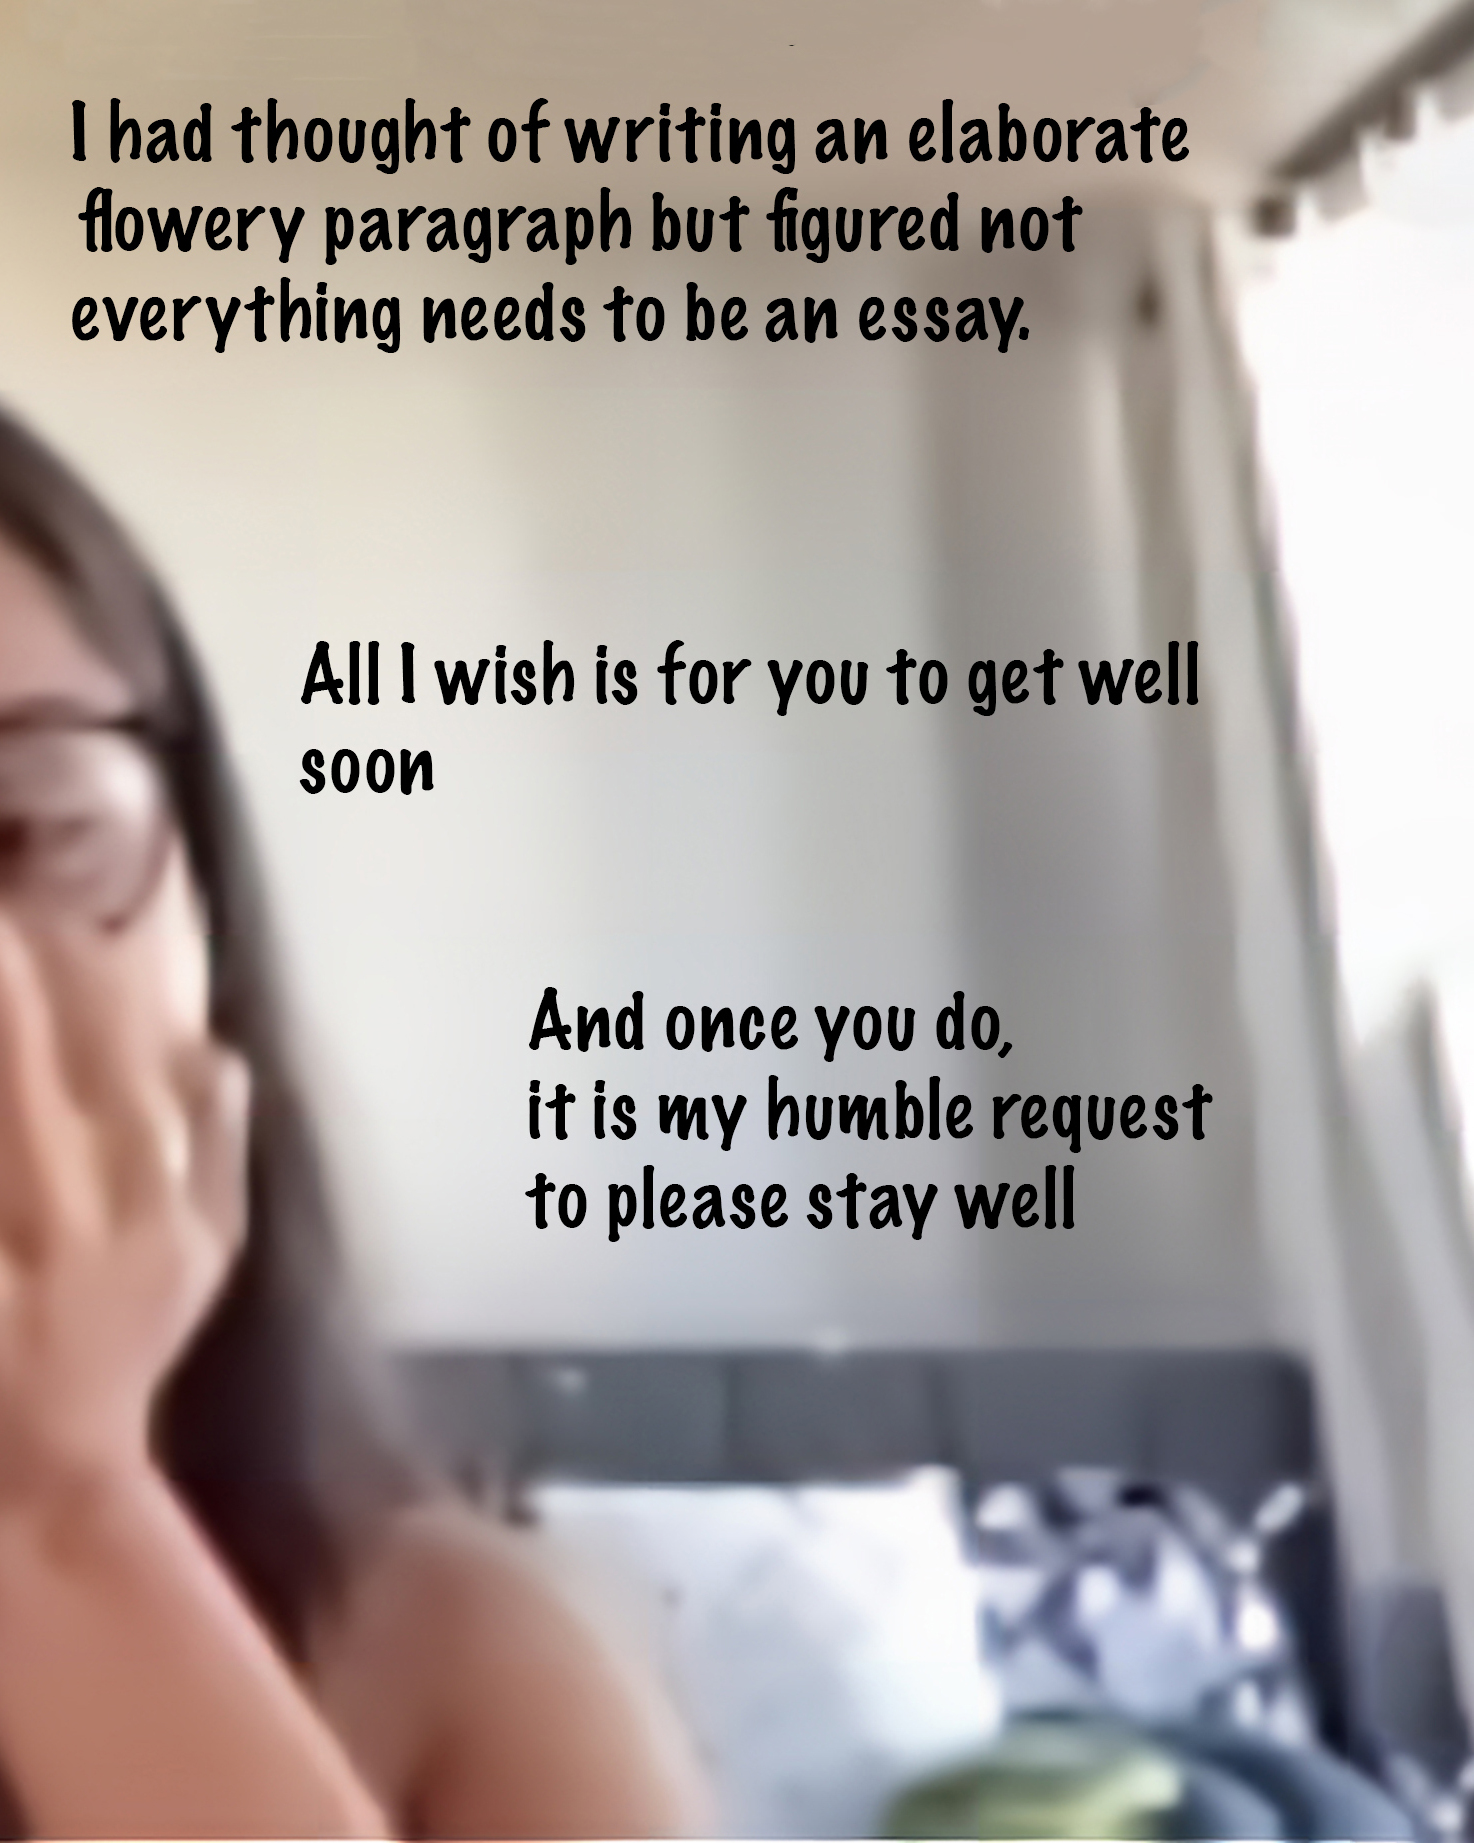 I had thought of writing an elaborate
flowery paragraph but figured not
everything needs to be an essay.
All I wish is for you to get well
soon
And once you do,
it is my humble request
to please stay well